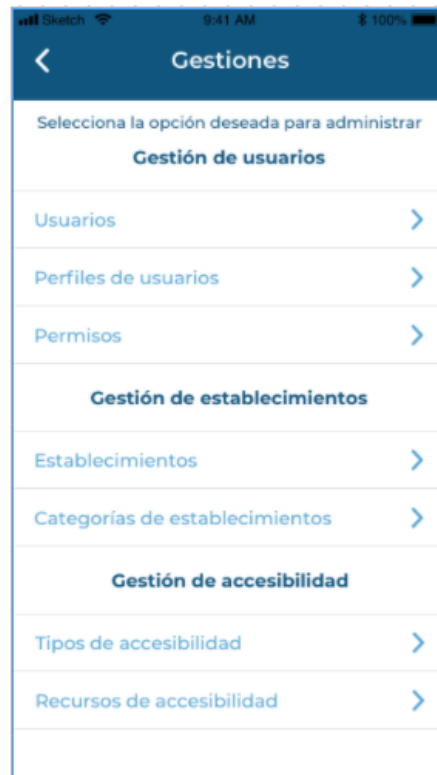 Sketch 9:41 AM 100%
Gestiones
Selecciona la opción deseada para administrar
Gestión de usuarios
Usuarios
Perfiles de usuarios
Permisos
Gestión de establecimientos
Establecimientos
Categorías de establecimientos
Gestión de accesibilidad
Tipos de accesibilidad
Recursos de accesibilidad